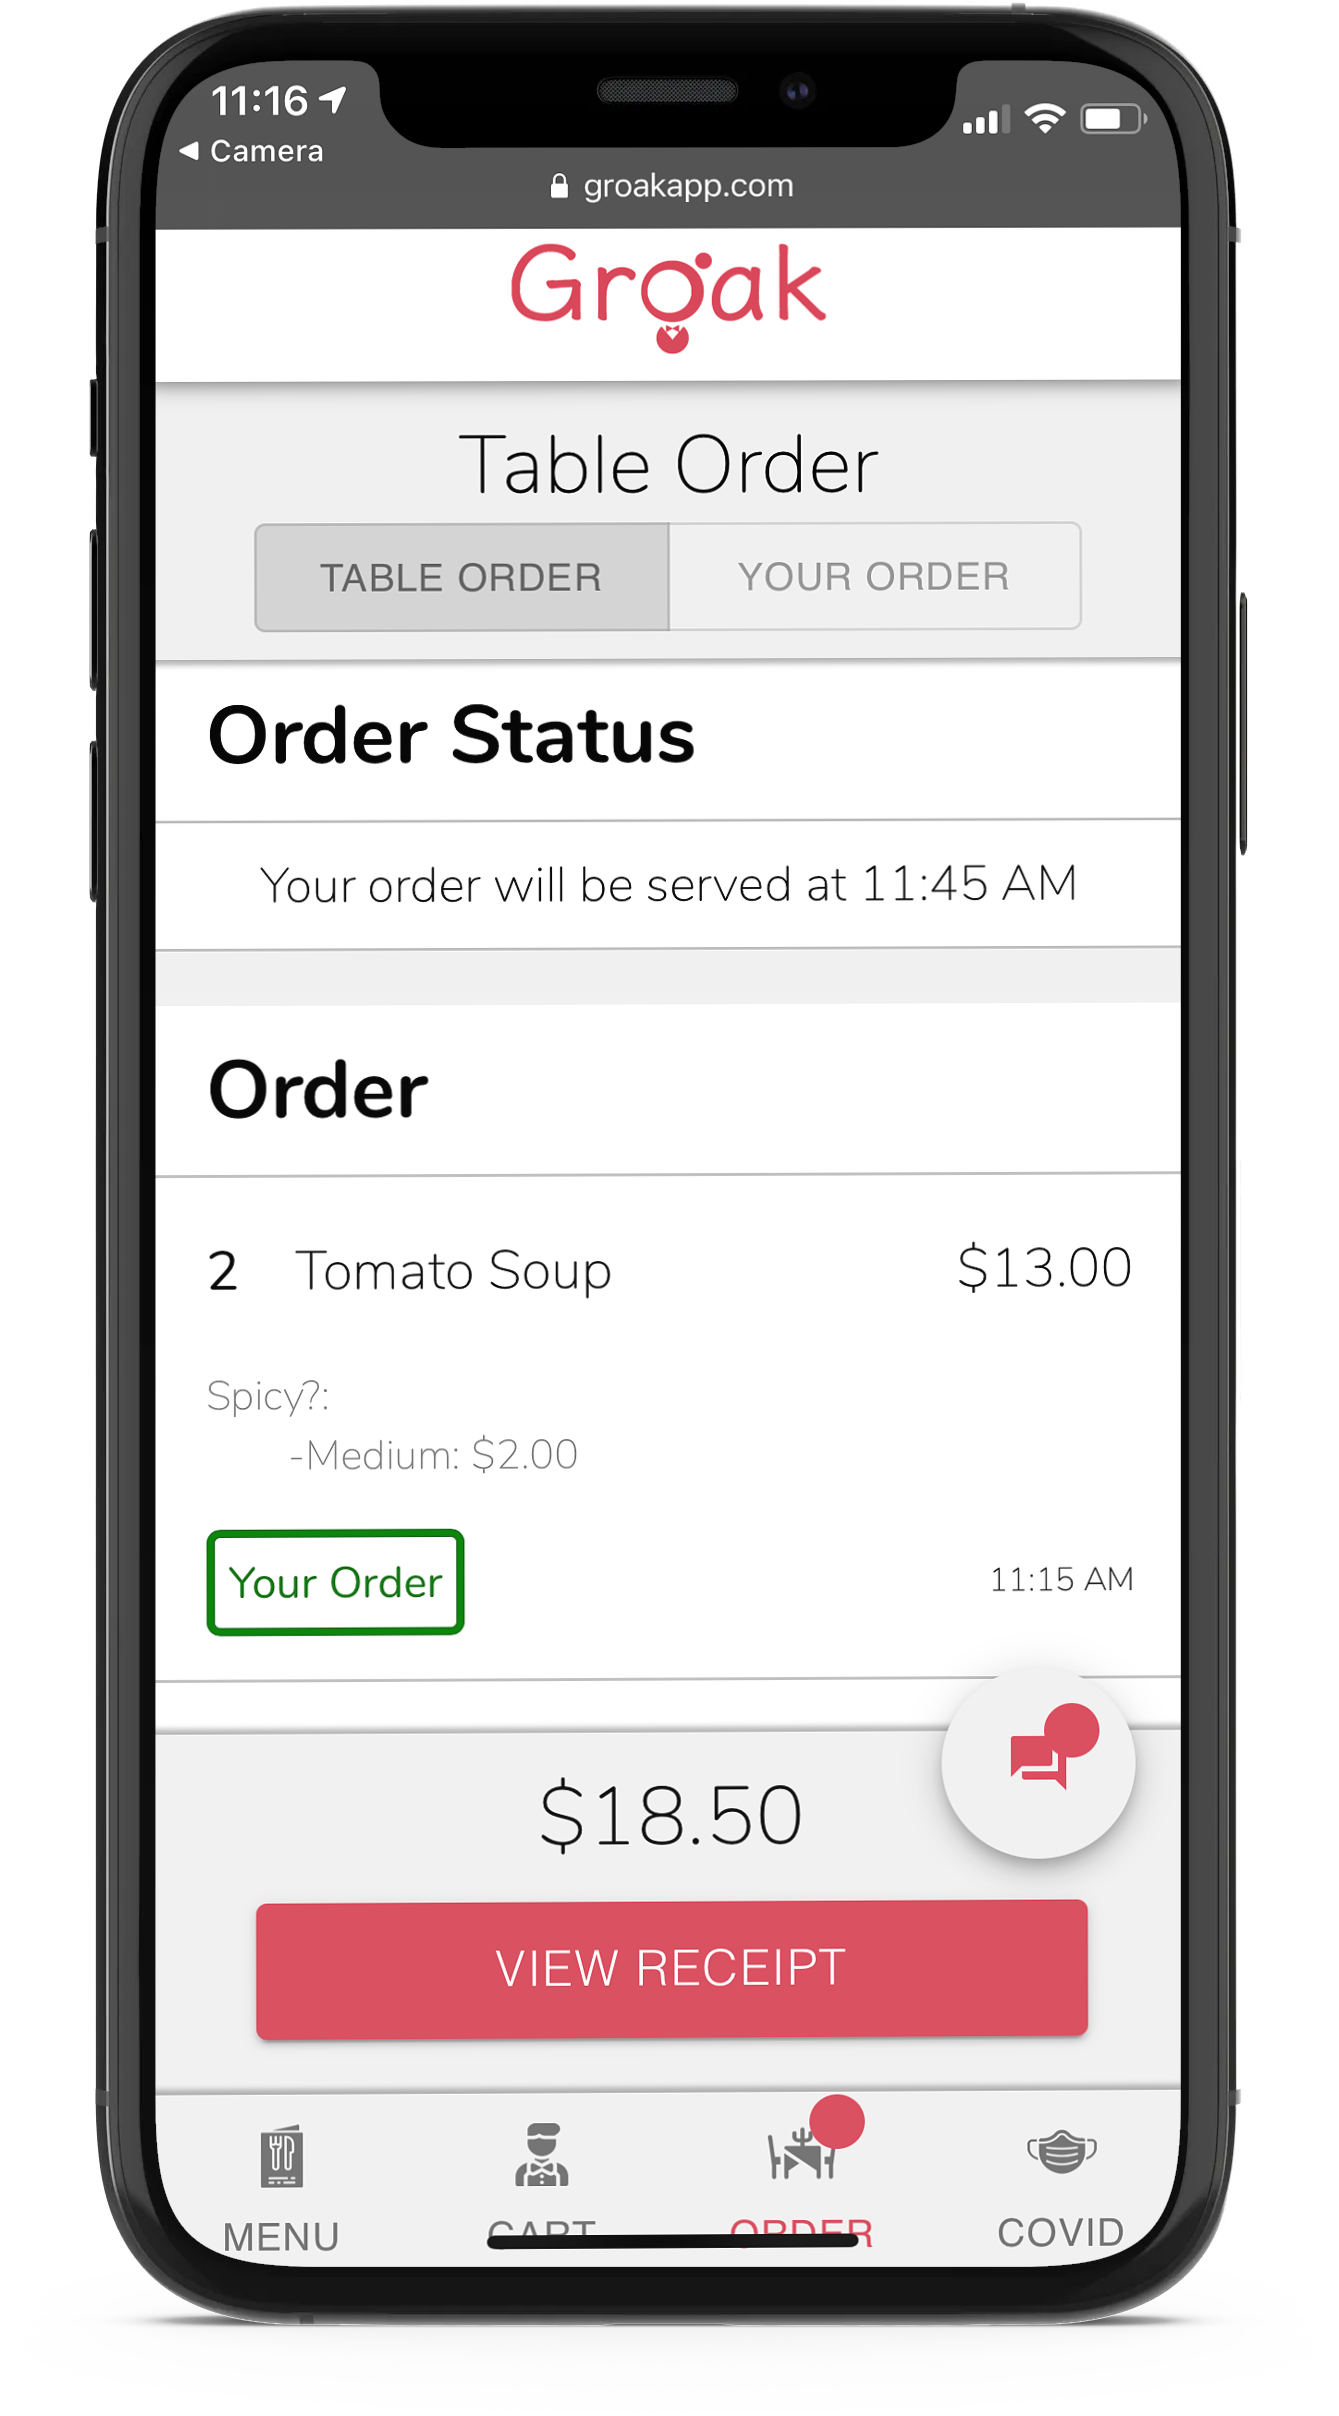 11:16
Camera
groakapp.com
Groak
Table Order
TABLE ORDER
YOUR ORDER
Order Status
Your order will be served at 11:45 AM
Order
2 Tomato Soup $13.00
Spicy?:
-Medium: $2.00
Your Order
11:15 AM
$18.50
VIEW RECEIPT
MENU
CART
ORDER
COVID